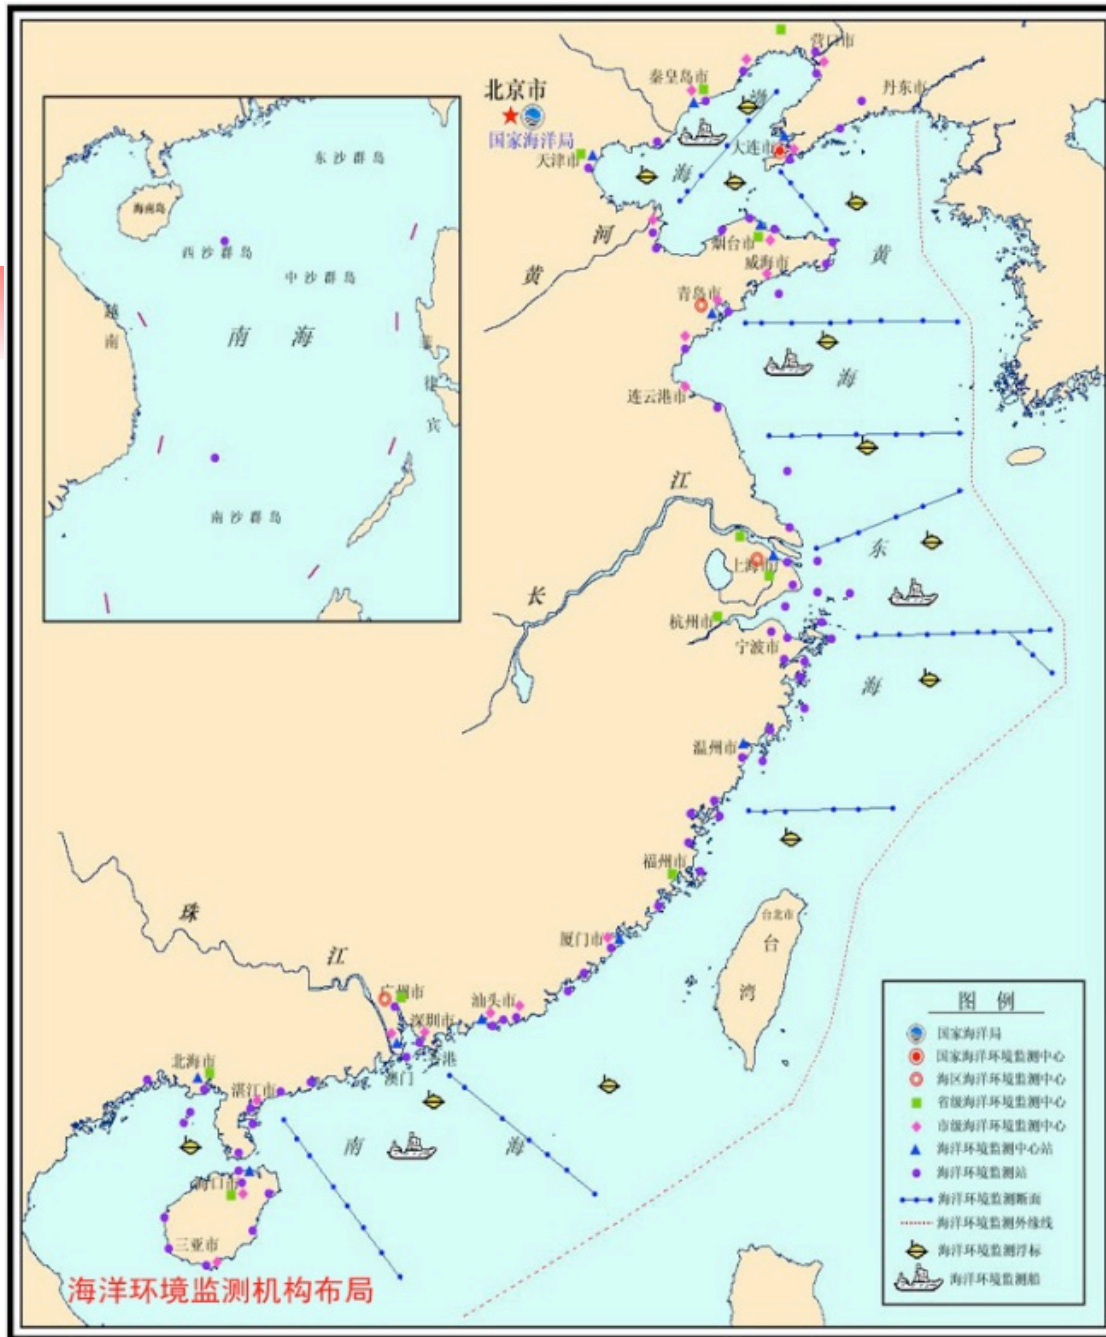 营口市
秦皇岛市
丹东市
北京市
国家海洋局
天津市
大连市
渤
海
黄
河
烟台市
威海市
青岛市
黄
海
连云港市
江
长
上海市
东
海
杭州市
宁波市
温州市
福州市
台北市
台
湾
厦门市
珠
江
广州市
汕头市
深圳市
香港
澳门
北海市
湛江市
南
海
海口市
三亚市
东沙群岛
海南岛
西沙群岛
中沙群岛
越南
南 海
菲律宾
南沙群岛
图 例
国家海洋局
国家海洋环境监测中心
海区海洋环境监测中心
省级海洋环境监测中心
市级海洋环境监测中心
海洋环境监测中心站
海洋环境监测站
海洋环境监测断面
海洋环境监测外缘线
海洋环境监测浮标
海洋环境监测船
海洋环境监测机构布局